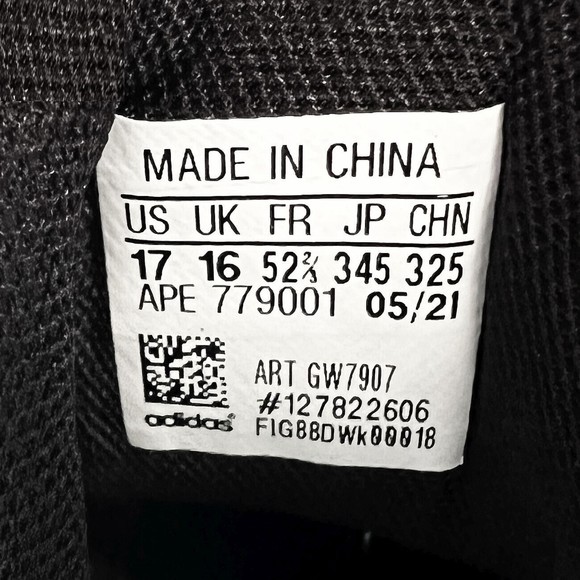 MADE IN CHINA
US UK FR JP CHN
17 16 52⅔ 345 325
APE 779001 05/21
ART GW7907
#127822606
adidas® FIG88DWk00018